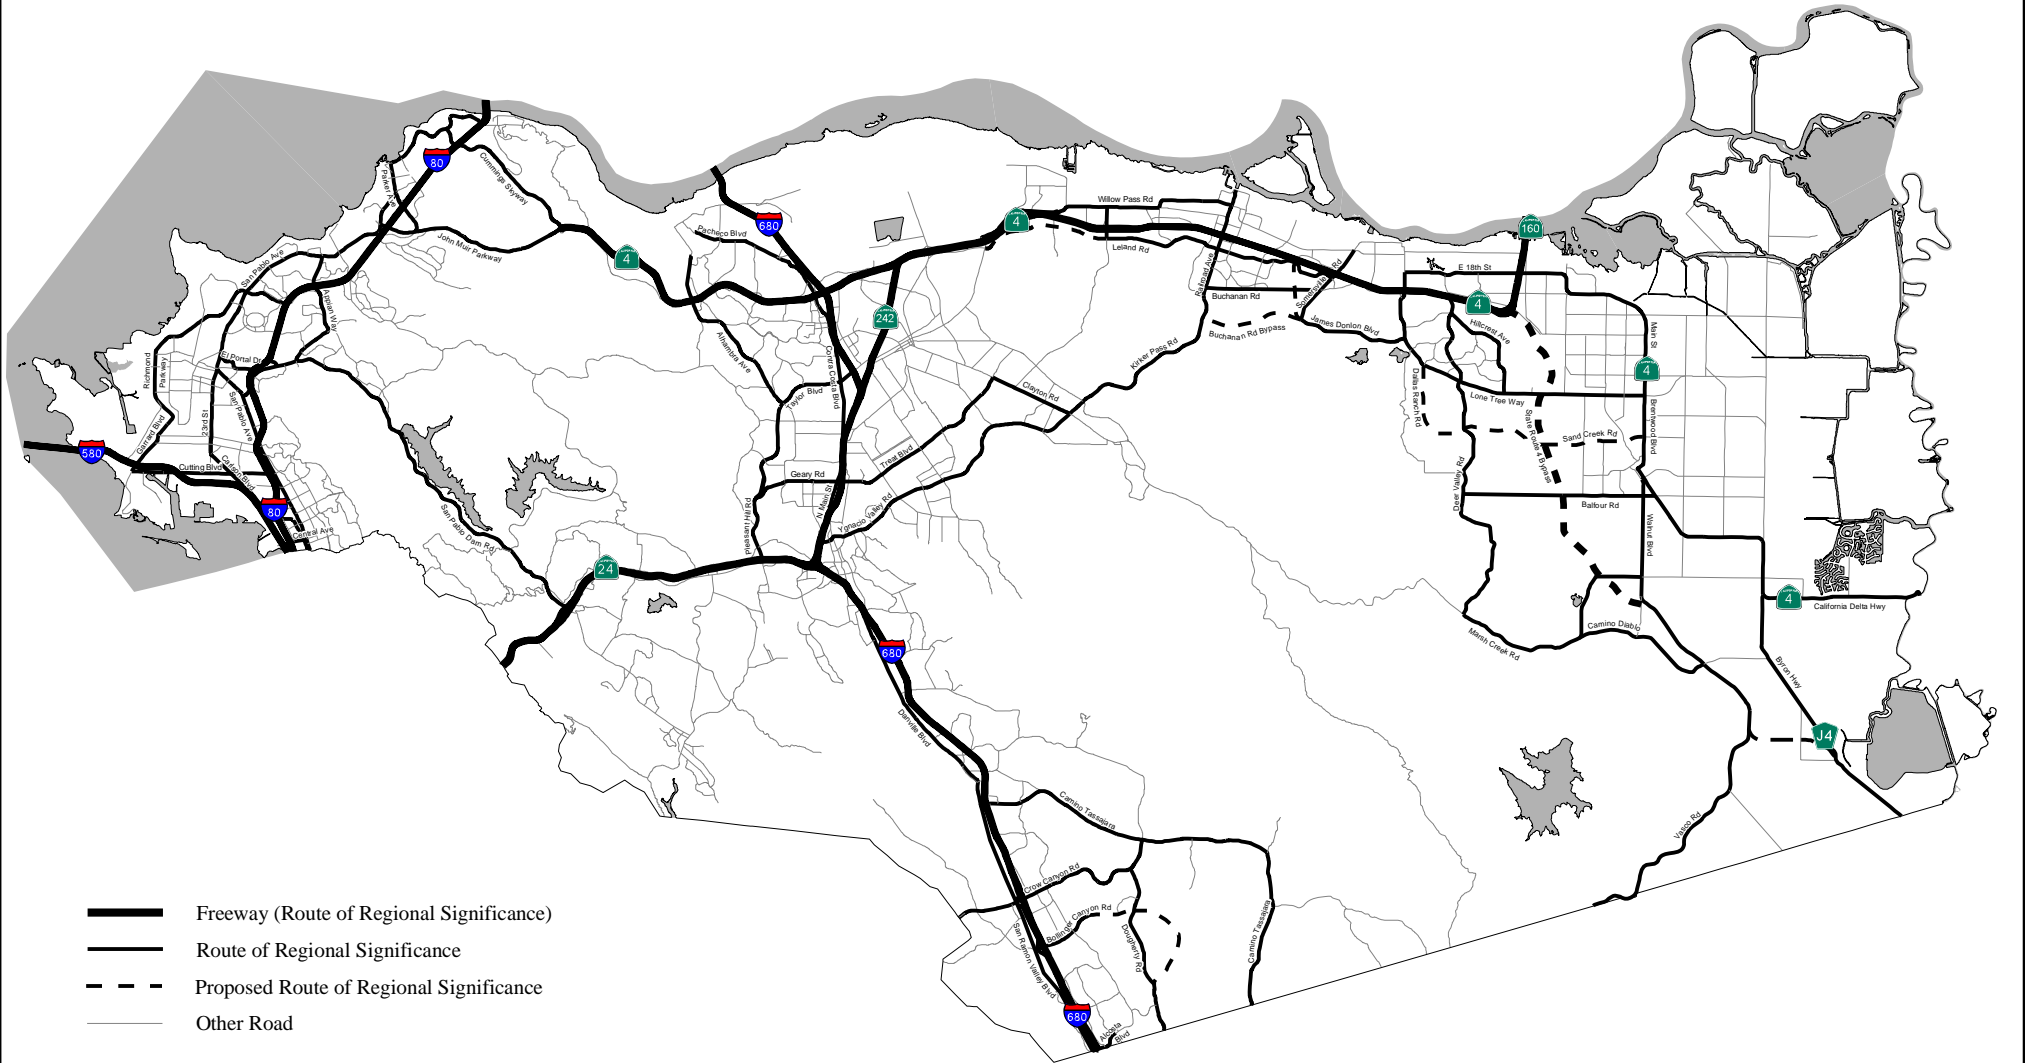 80
Cummings Skyway
Parker Ave
John Muir Parkway
4
San Pablo Ave
Appian Way
El Portal Dr
Richmond
Parkway
23rd St
San Pablo Ave
Garrard Blvd
580
Cutting Blvd
Carlson Blvd
80
Central Ave
San Pablo Dam Rd
24
680
Pacheco Blvd
4
242
Alhambra Ave
Contra Costa Blvd
Taylor Blvd
Geary Rd
Treat Blvd
N Main St
Ygnacio Valley Rd
Pleasant Hill Rd
Clayton Rd
Kirker Pass Rd
Willow Pass Rd
Leland Rd
Railroad Ave
Buchanan Rd
Somersville Rd
Buchanan Rd Bypass
James Donlon Blvd
160
E 18th St
4
Hillcrest Ave
Main St
4
Dallas Ranch Rd
Lone Tree Way
State Route 4 Bypass
Sand Creek Rd
Brentwood Blvd
Deer Valley Rd
Balfour Rd
Walnut Blvd
4
California Delta Hwy
Marsh Creek Rd
Camino Diablo
Byron Hwy
J4
Vasco Rd
680
Danville Blvd
Camino Tassajara
Crow Canyon Rd
Bollinger Canyon Rd
San Ramon Valley Blvd
Dougherty Rd
Camino Tassajara
680
Alcosta
Blvd
Freeway (Route of Regional Significance)
Route of Regional Significance
Proposed Route of Regional Significance
Other Road